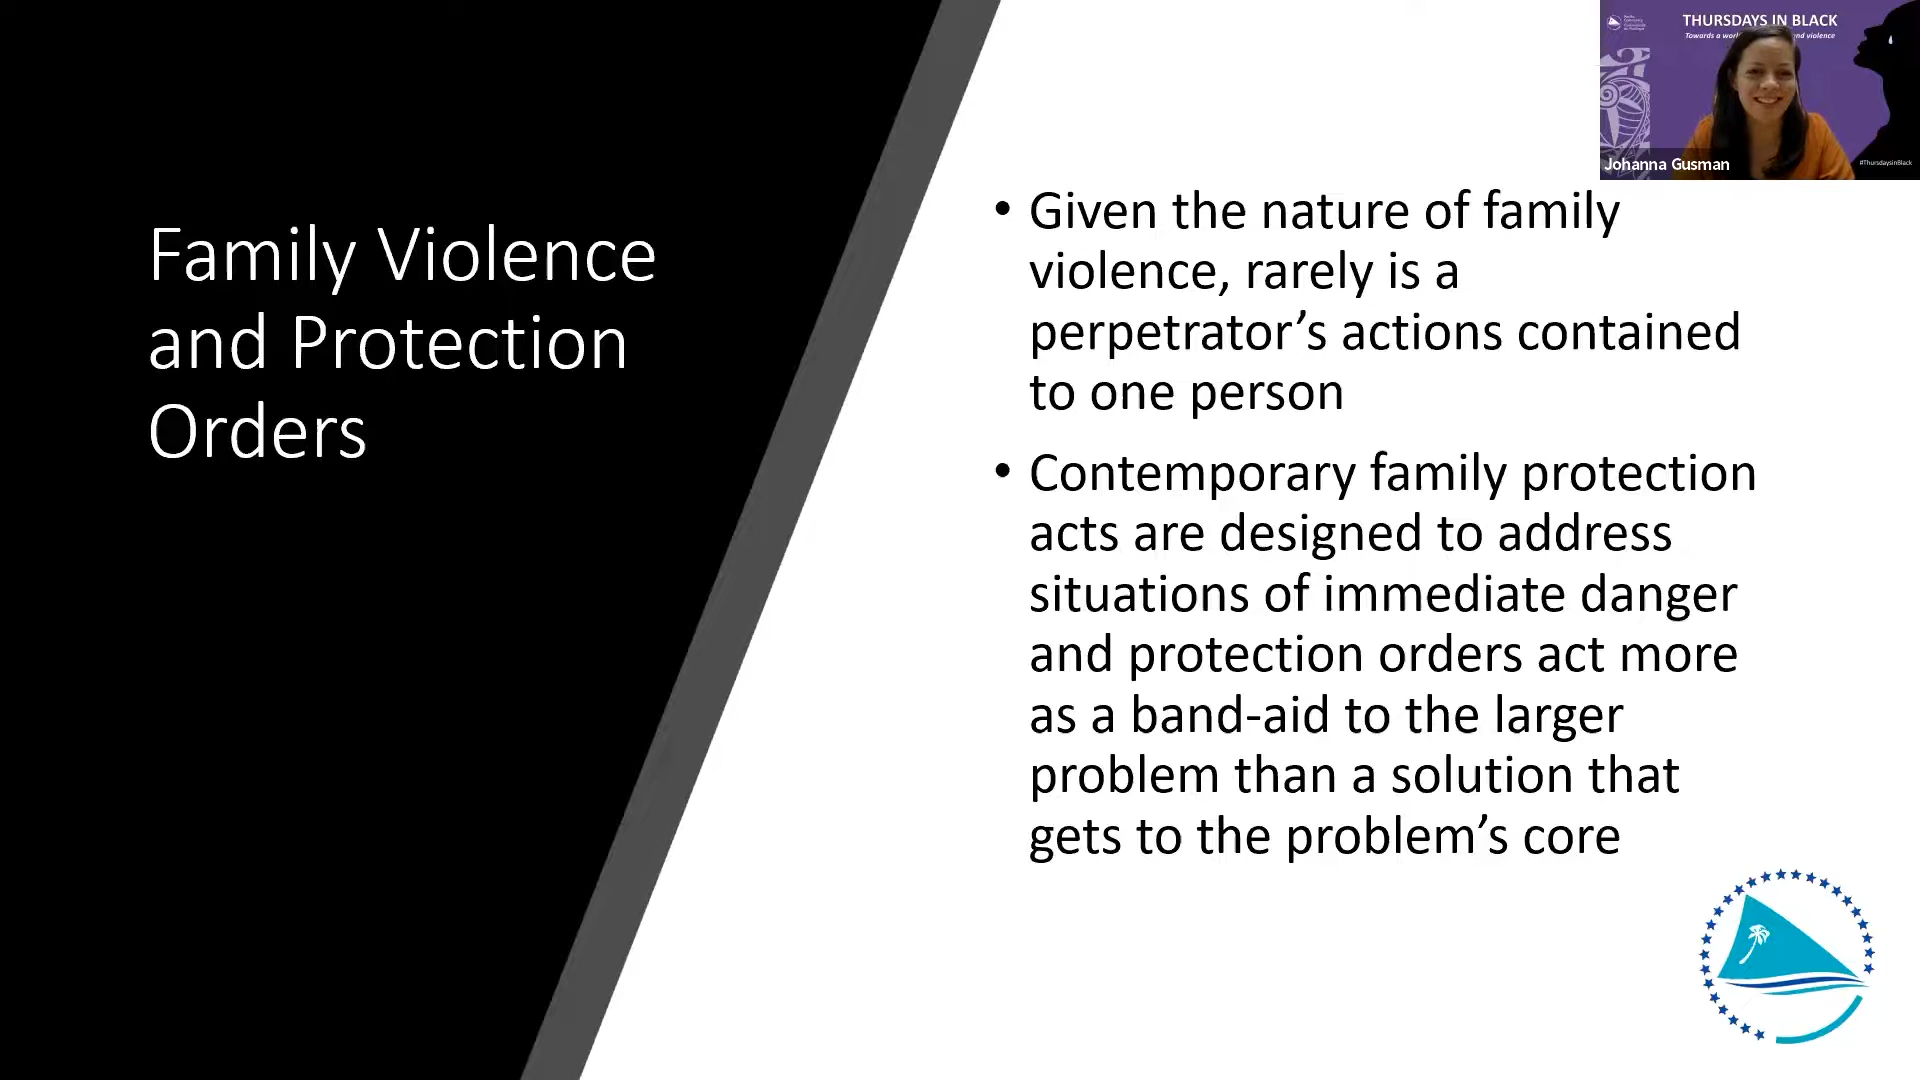 Family Violence
and Protection
Orders
THURSDAYS IN BLACK
Towards a and violence
Johanna Gusman
#ThursdaysinBlack
• Given the nature of family
violence, rarely is a
perpetrator’s actions contained
to one person
• Contemporary family protection
acts are designed to address
situations of immediate danger
and protection orders act more
as a band-aid to the larger
problem than a solution that
gets to the problem’s core